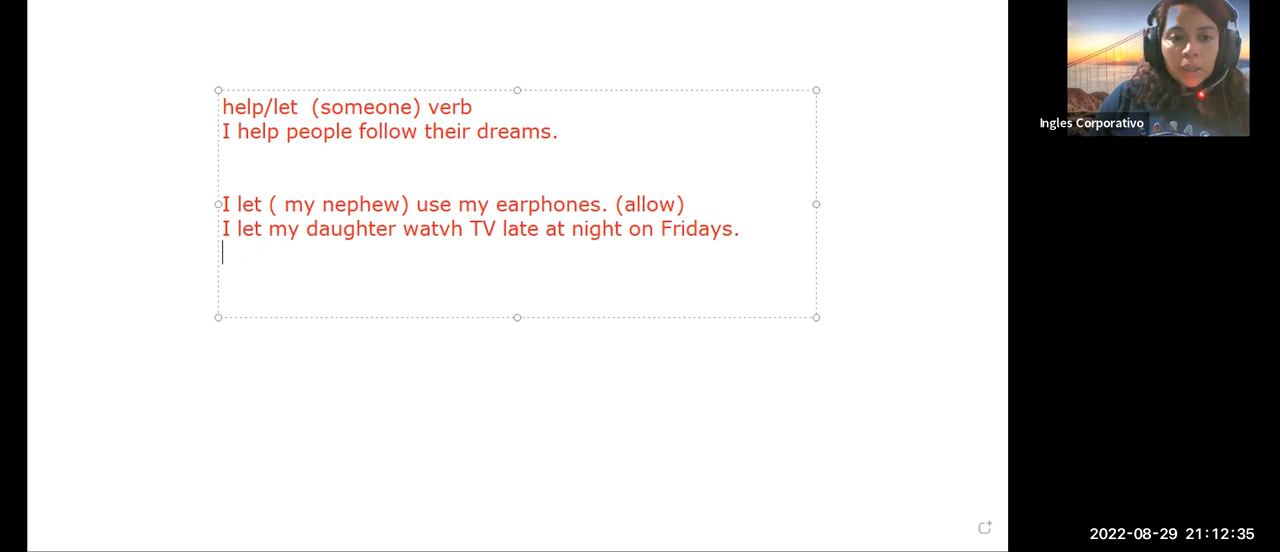 help/let (someone) verb
I help people follow their dreams.
I let ( my nephew) use my earphones. (allow)
I let my daughter watvh TV late at night on Fridays.
Ingles Corporativo
2022-08-29 21:12:35